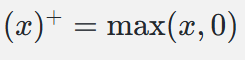 (x)⁺ = max(x, 0)